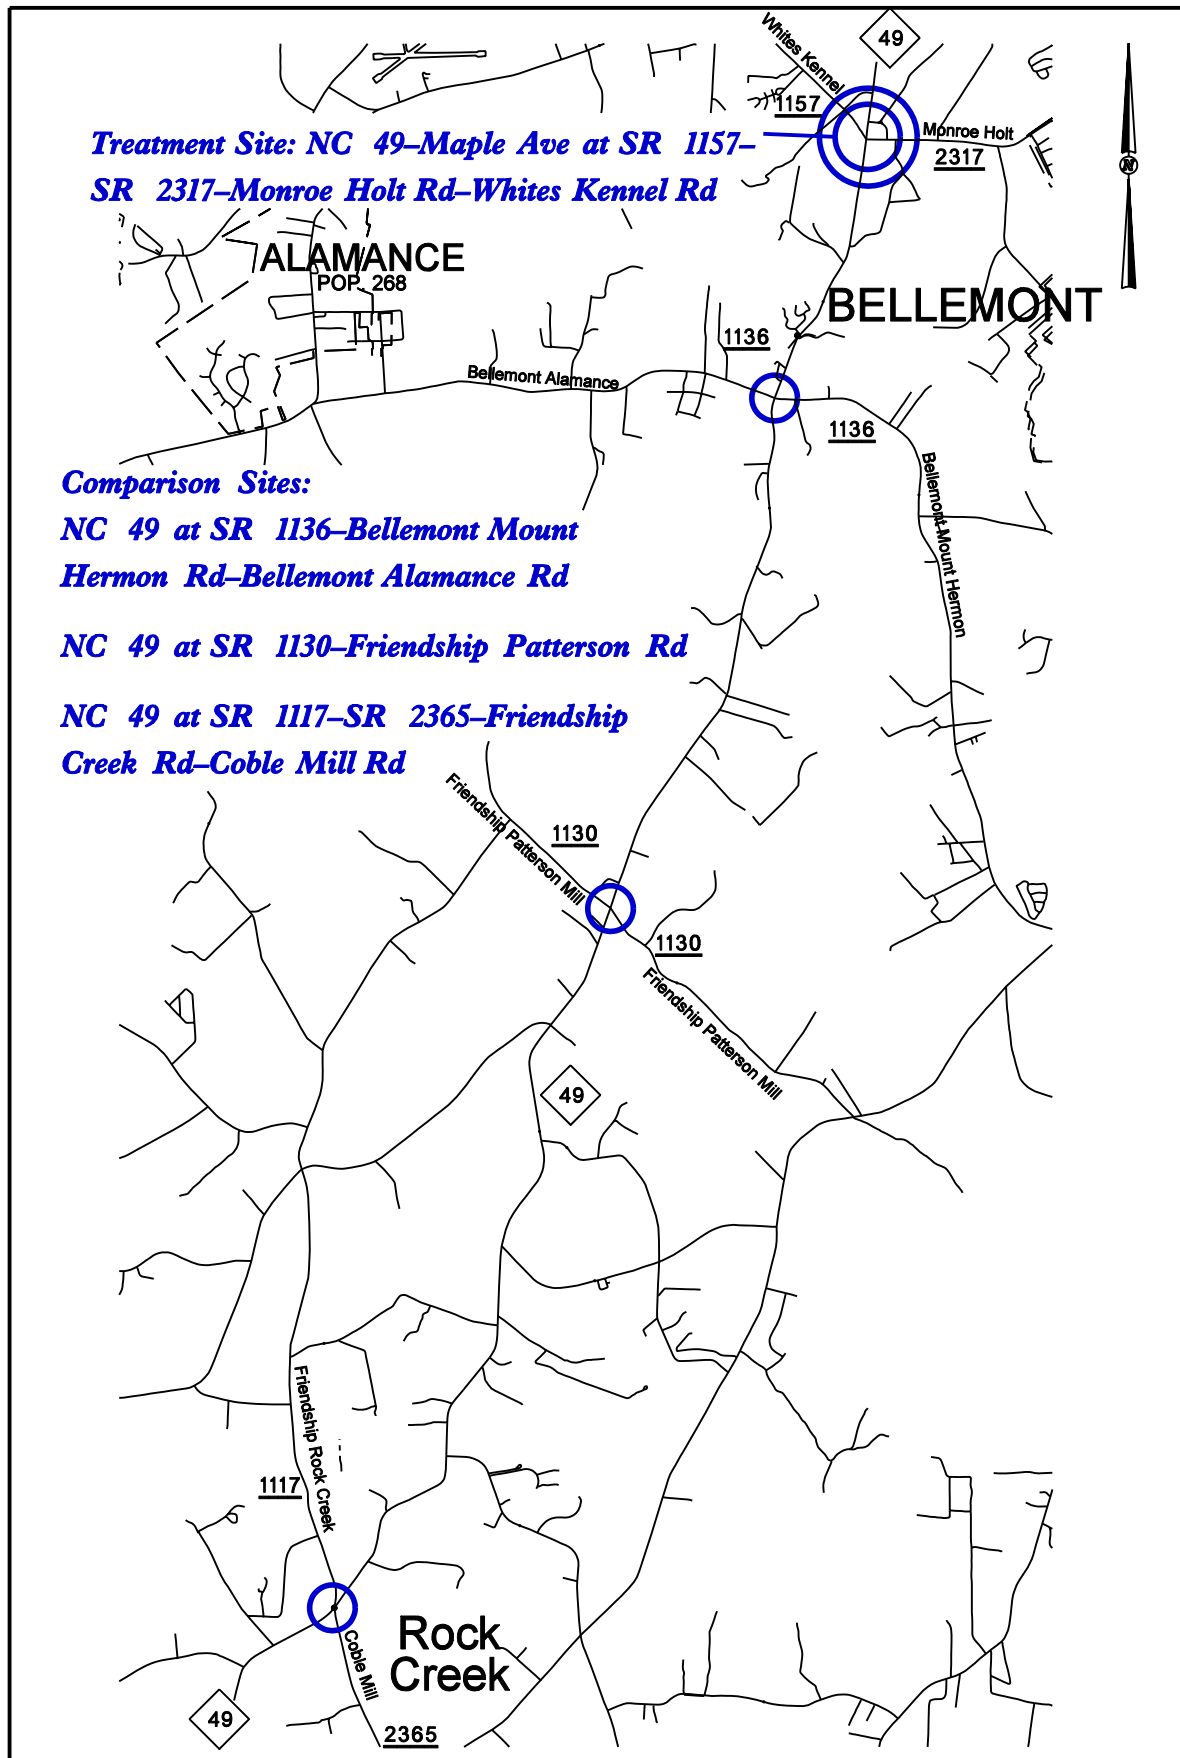 Whites Kennel
49
1157
Monroe Holt
2317
Treatment Site: NC 49–Maple Ave at SR 1157–
SR 2317–Monroe Holt Rd–Whites Kennel Rd
N
ALAMANCE
POP. 268
BELLEMONT
1136
Bellemont Alamance
1136
Bellemont-Mount Hermon
Comparison Sites:
NC 49 at SR 1136–Bellemont Mount
Hermon Rd–Bellemont Alamance Rd
NC 49 at SR 1130–Friendship Patterson Rd
NC 49 at SR 1117–SR 2365–Friendship
Creek Rd–Coble Mill Rd
Friendship Patterson Mill
1130
1130
Friendship Patterson Mill
49
Friendship Rock Creek
1117
Rock
Creek
Coble Mill
49
2365